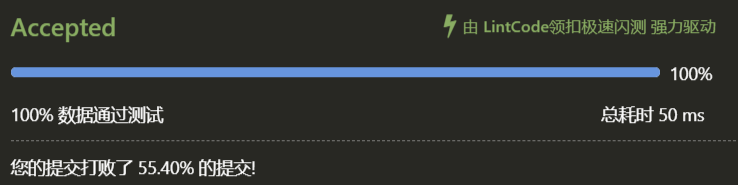 Accepted
由 LintCode领扣极速闪测 强力驱动
100%
100% 数据通过测试
总耗时 50 ms
您的提交打败了 55.40% 的提交!